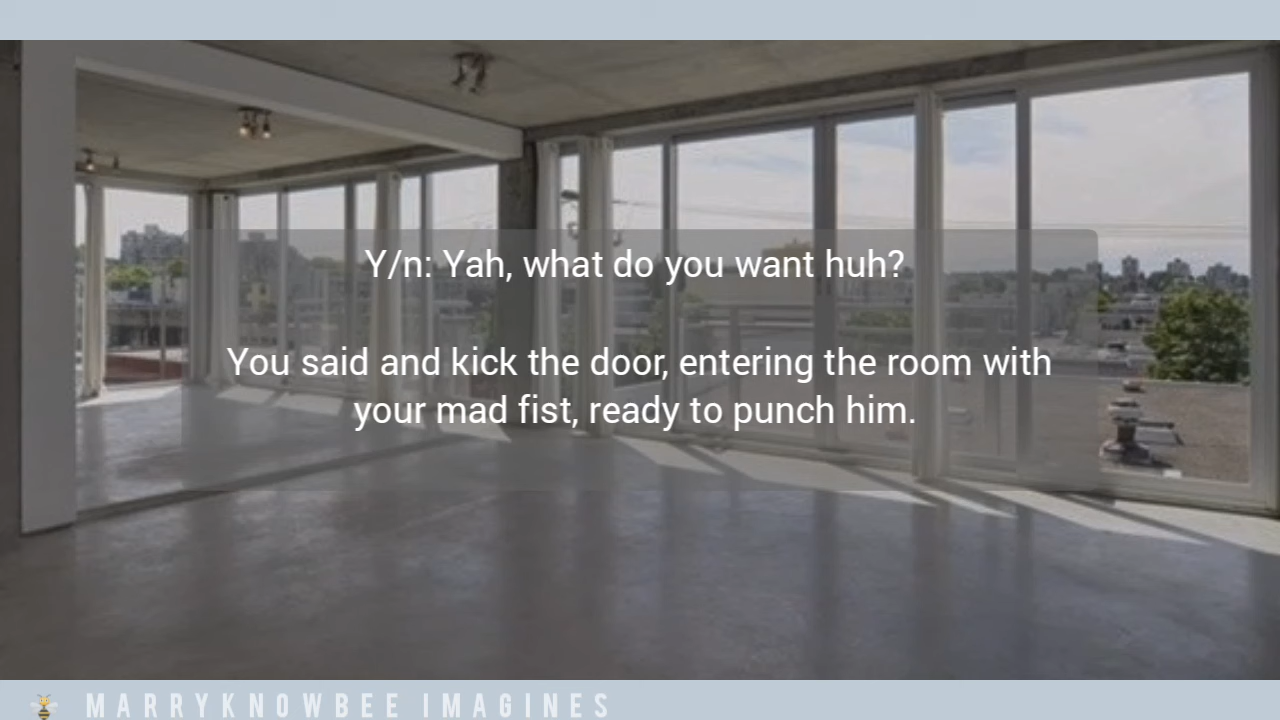 Y/n: Yah, what do you want huh?
You said and kick the door, entering the room with
your mad fist, ready to punch him.
MARRYKNOWBEE IMAGINES